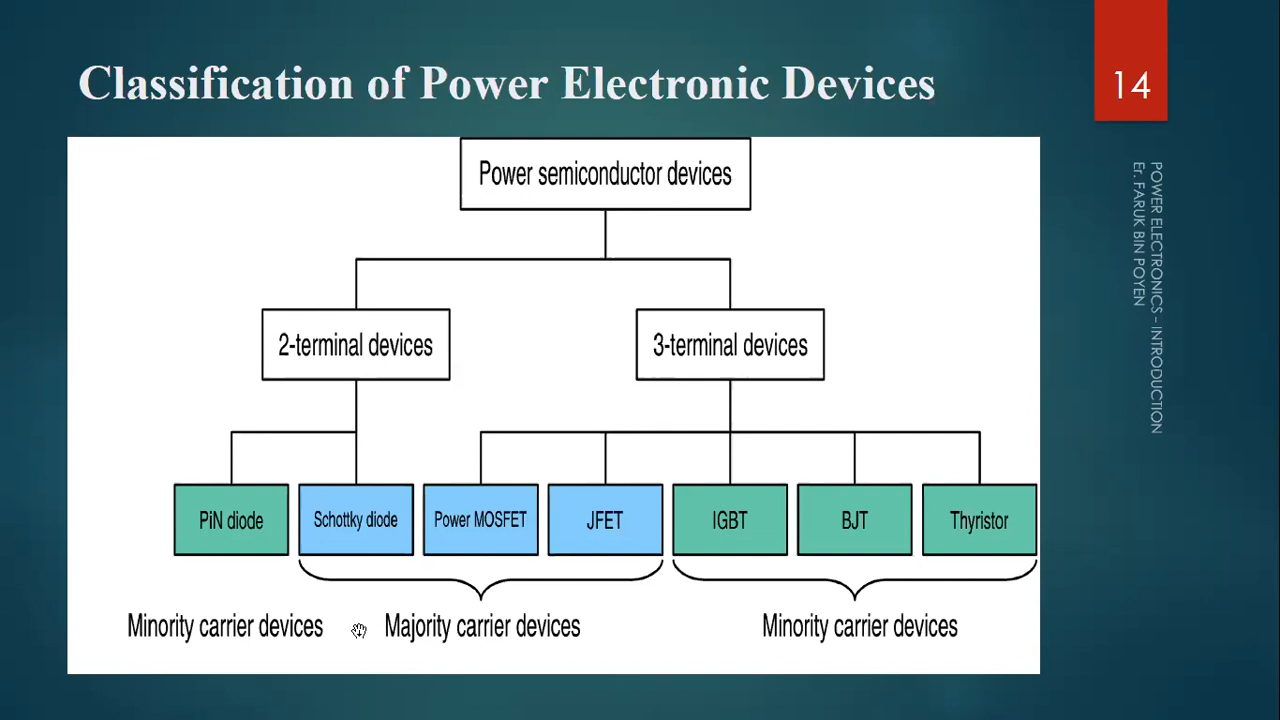 Classification of Power Electronic Devices
14
POWER ELECTRONICS – INTRODUCTION
Er. FARUK BIN POYEN
Power semiconductor devices
2-terminal devices
3-terminal devices
PiN diode
Schottky diode
Power MOSFET
JFET
IGBT
BJT
Thyristor
Minority carrier devices
Majority carrier devices
Minority carrier devices